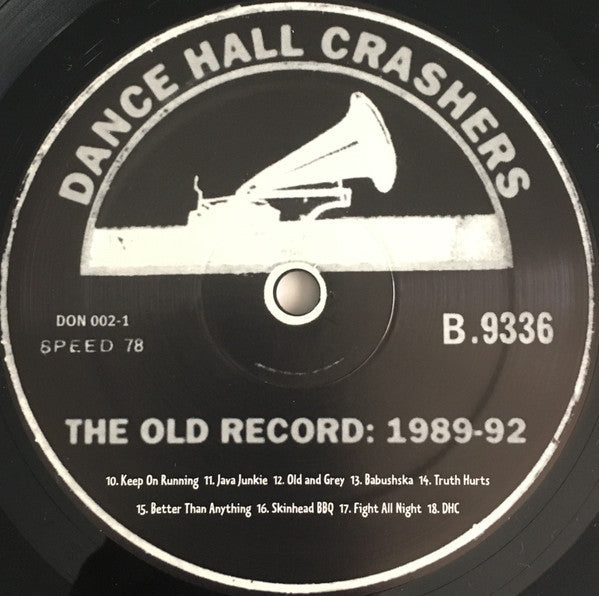 DANCE HALL CRASHERS
DON 002-1
SPEED 78
B.9336
THE OLD RECORD: 1989-92
10. Keep On Running 11. Java Junkie 12. Old and Grey 13. Babushska 14. Truth Hurts
15. Better Than Anything 16. Skinhead BBQ 17. Fight All Night 18. DHC